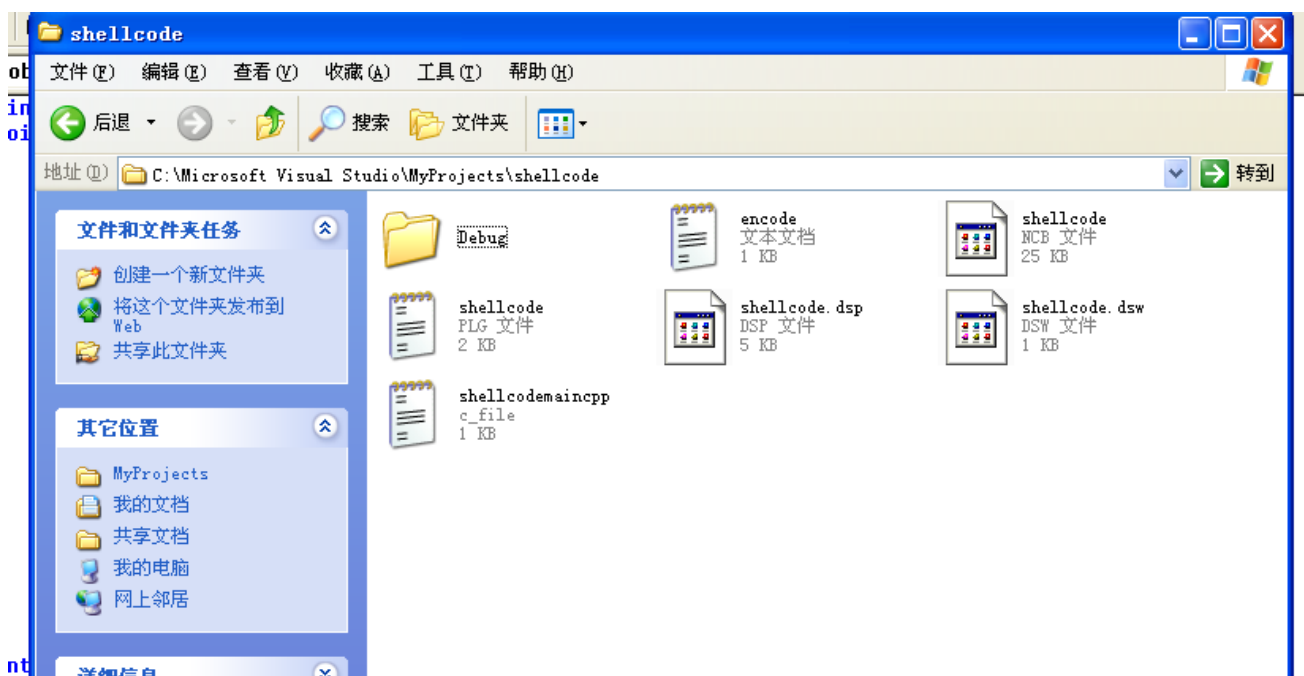 shellcode
文件(F) 编辑(E) 查看(V) 收藏(A) 工具(T) 帮助(H)
后退 搜索 文件夹
地址(D) C:\Microsoft Visual Studio\MyProjects\shellcode 转到
文件和文件夹任务
创建一个新文件夹
将这个文件夹发布到
Web
共享此文件夹
其它位置
MyProjects
我的文档
共享文档
我的电脑
网上邻居
详细信息
Debug
encode
文本文档
1 KB
shellcode
NCB 文件
25 KB
shellcode
PLG 文件
2 KB
shellcode.dsp
DSP 文件
5 KB
shellcode.dsw
DSW 文件
1 KB
shellcodemaincpp
c_file
1 KB